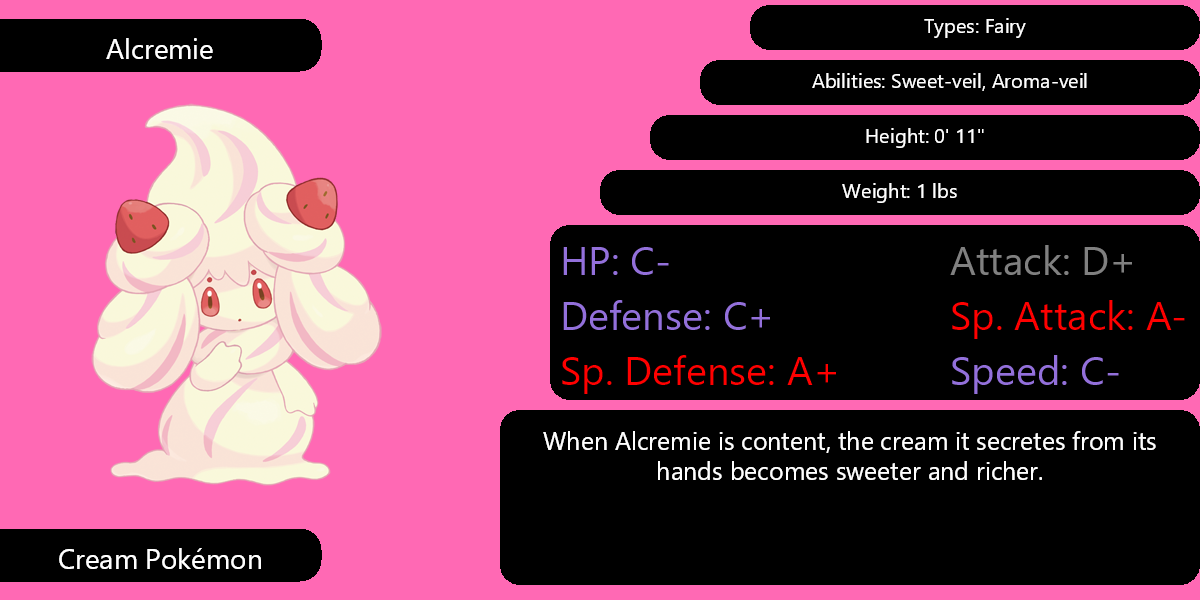 Alcremie
Types: Fairy
Abilities: Sweet-veil, Aroma-veil
Height: 0' 11"
Weight: 1 lbs
HP: C-
Attack: D+
Defense: C+
Sp. Attack: A-
Sp. Defense: A+
Speed: C-
When Alcremie is content, the cream it secretes from its
hands becomes sweeter and richer.
Cream Pokémon